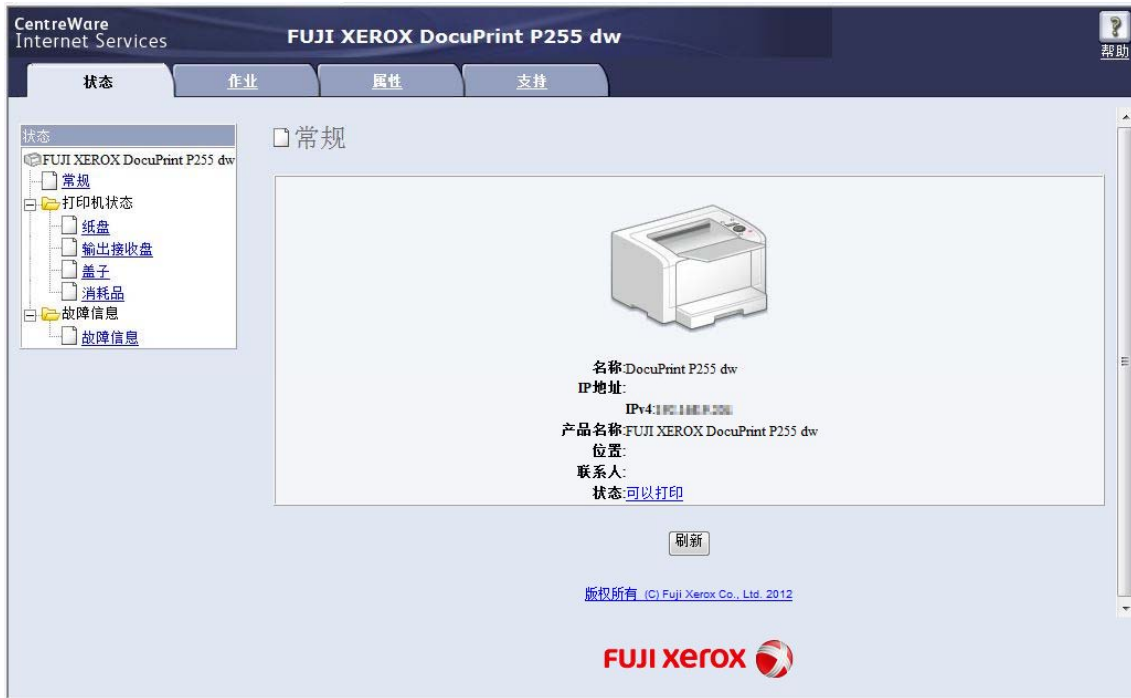 CentreWare
Internet Services
FUJI XEROX DocuPrint P255 dw
帮助
状态
作业
属性
支持
状态
FUJI XEROX DocuPrint P255 dw
常规
打印机状态
纸盘
输出接收盘
盖子
消耗品
故障信息
故障信息
常规
名称:DocuPrint P255 dw
IP地址:
IPv4:
产品名称:FUJI XEROX DocuPrint P255 dw
位置:
联系人:
状态:可以打印
刷新
版权所有 (C) Fuji Xerox Co., Ltd. 2012
FUJI xerox